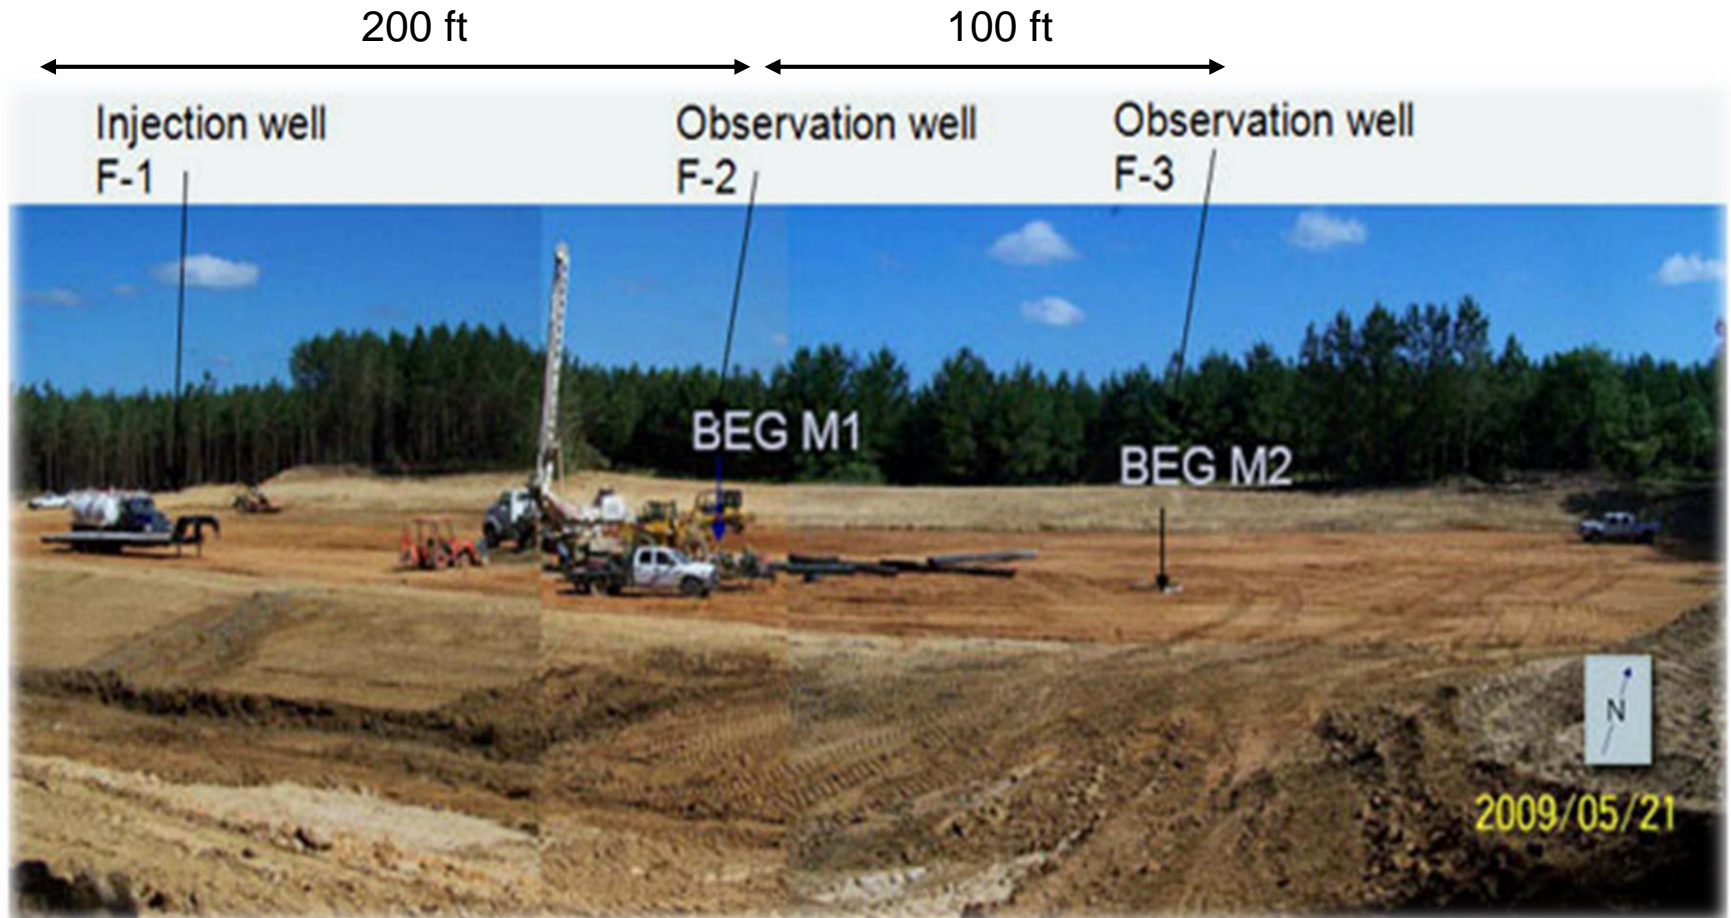 200 ft
100 ft
Injection well
F-1
Observation well
F-2
Observation well
F-3
BEG M1
BEG M2
N
2009/05/21